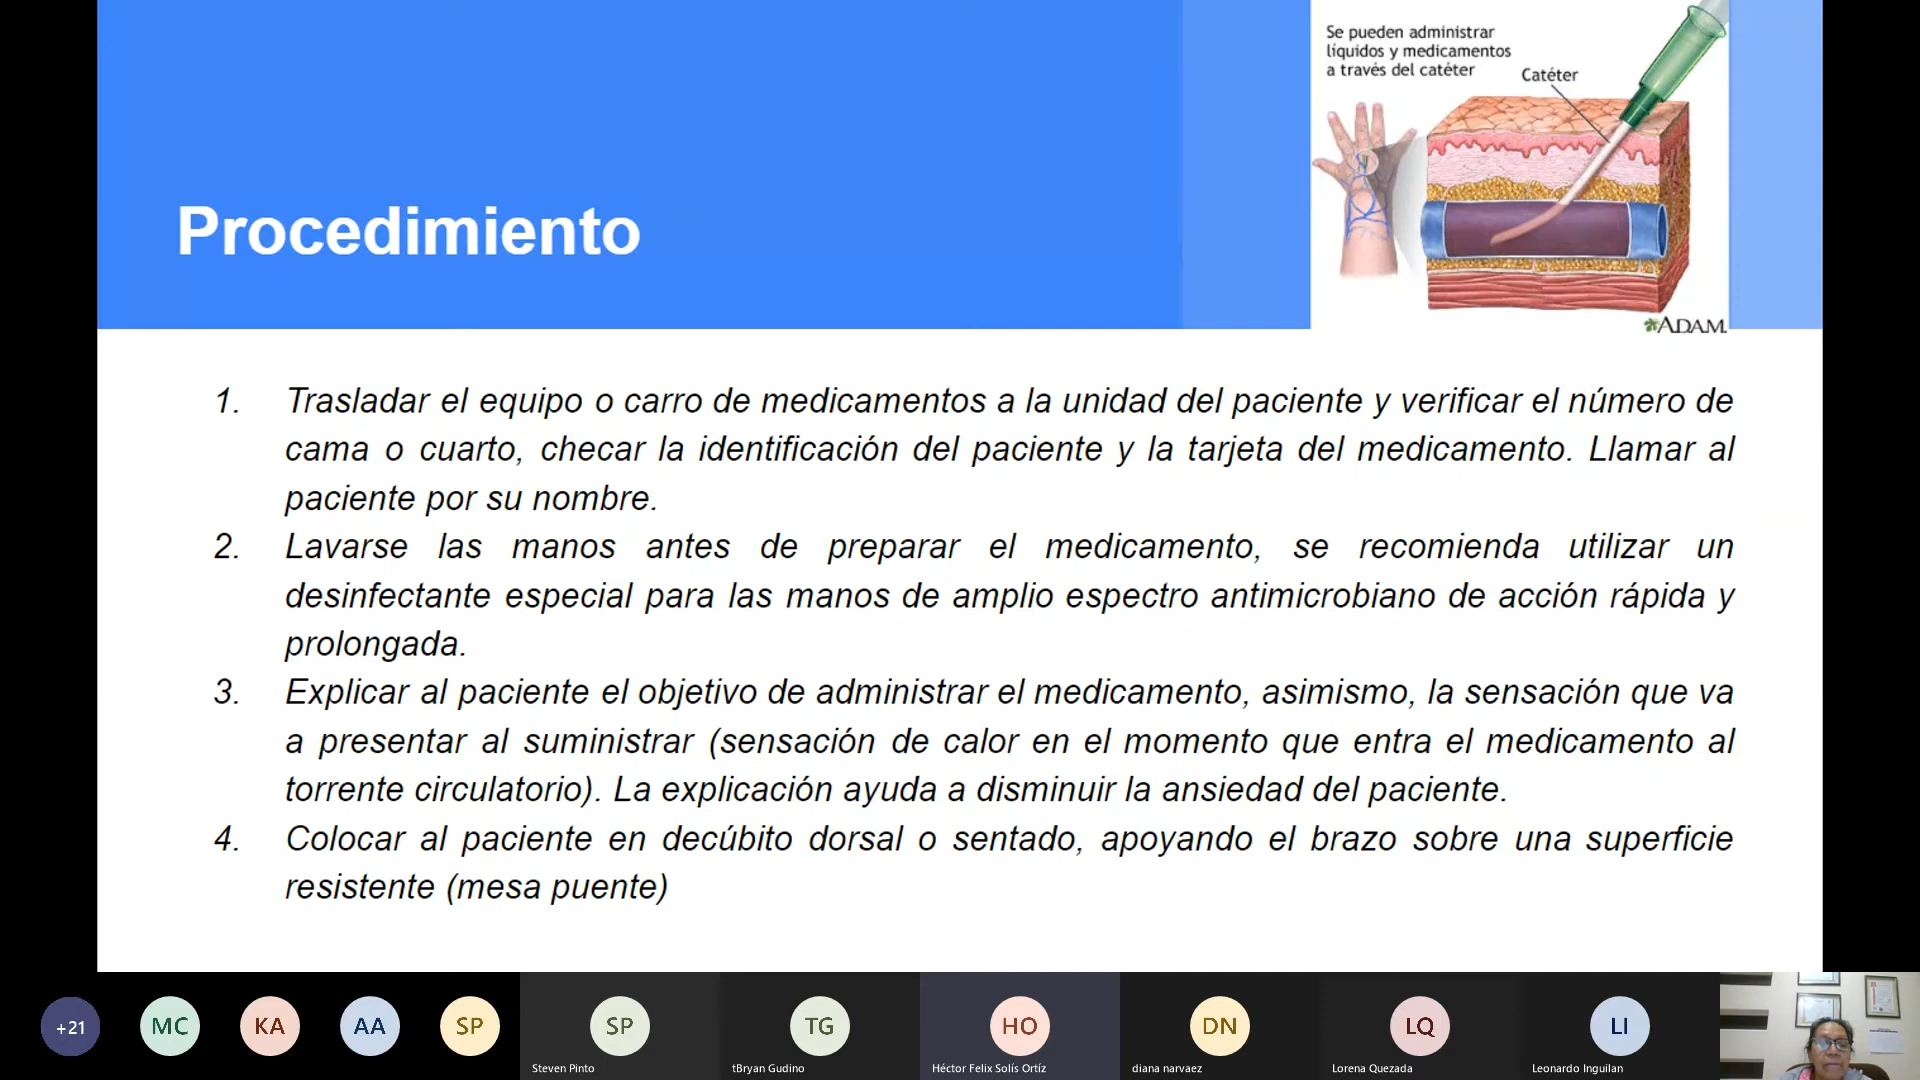 Se pueden administrar
líquidos y medicamentos
a través del catéter
Catéter
ADAM.
Procedimiento
1. Trasladar el equipo o carro de medicamentos a la unidad del paciente y verificar el número de
cama o cuarto, checar la identificación del paciente y la tarjeta del medicamento. Llamar al
paciente por su nombre.
2. Lavarse las manos antes de preparar el medicamento, se recomienda utilizar un
desinfectante especial para las manos de amplio espectro antimicrobiano de acción rápida y
prolongada.
3. Explicar al paciente el objetivo de administrar el medicamento, asimismo, la sensación que va
a presentar al suministrar (sensación de calor en el momento que entra el medicamento al
torrente circulatorio). La explicación ayuda a disminuir la ansiedad del paciente.
4. Colocar al paciente en decúbito dorsal o sentado, apoyando el brazo sobre una superficie
resistente (mesa puente)
+21
MC
KA
AA
SP
SP
TG
HO
DN
LQ
LI
Steven Pinto
tBryan Gudino
Héctor Felix Solís Ortíz
diana narvaez
Lorena Quezada
Leonardo Inguilan